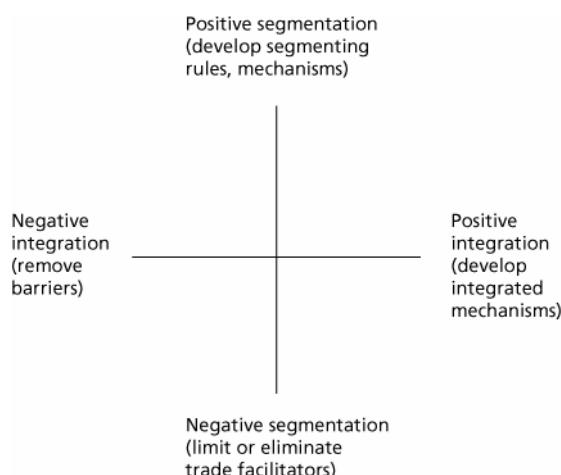 Positive segmentation
(develop segmenting
rules, mechanisms)
Negative
integration
(remove
barriers)
Positive
integration
(develop
integrated
mechanisms)
Negative segmentation
(limit or eliminate
trade facilitators)